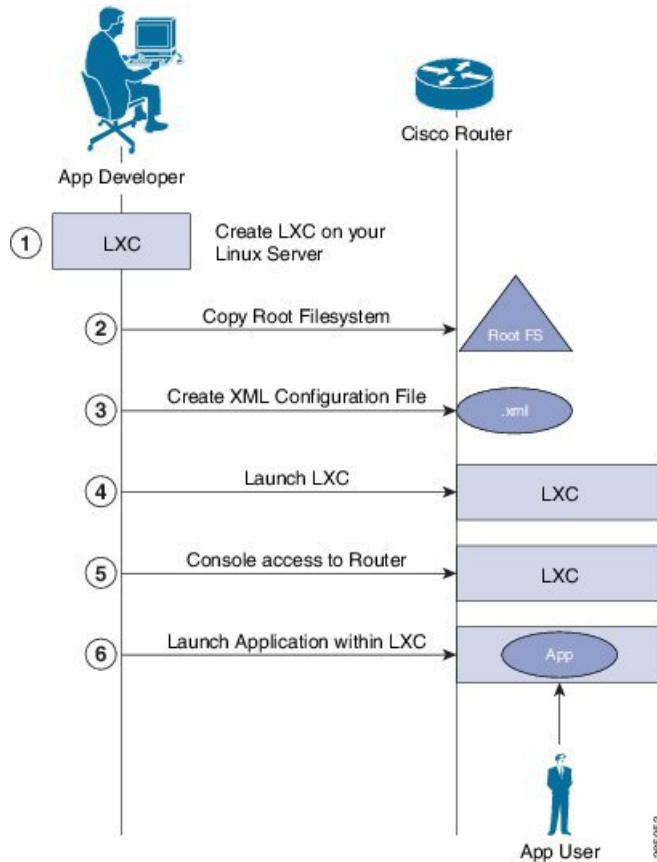 App Developer
Cisco Router
1
LXC
Create LXC on your
Linux Server
2
Copy Root Filesystem
Root FS
3
Create XML Configuration File
.xml
4
Launch LXC
LXC
5
Console access to Router
LXC
6
Launch Application within LXC
App
App User